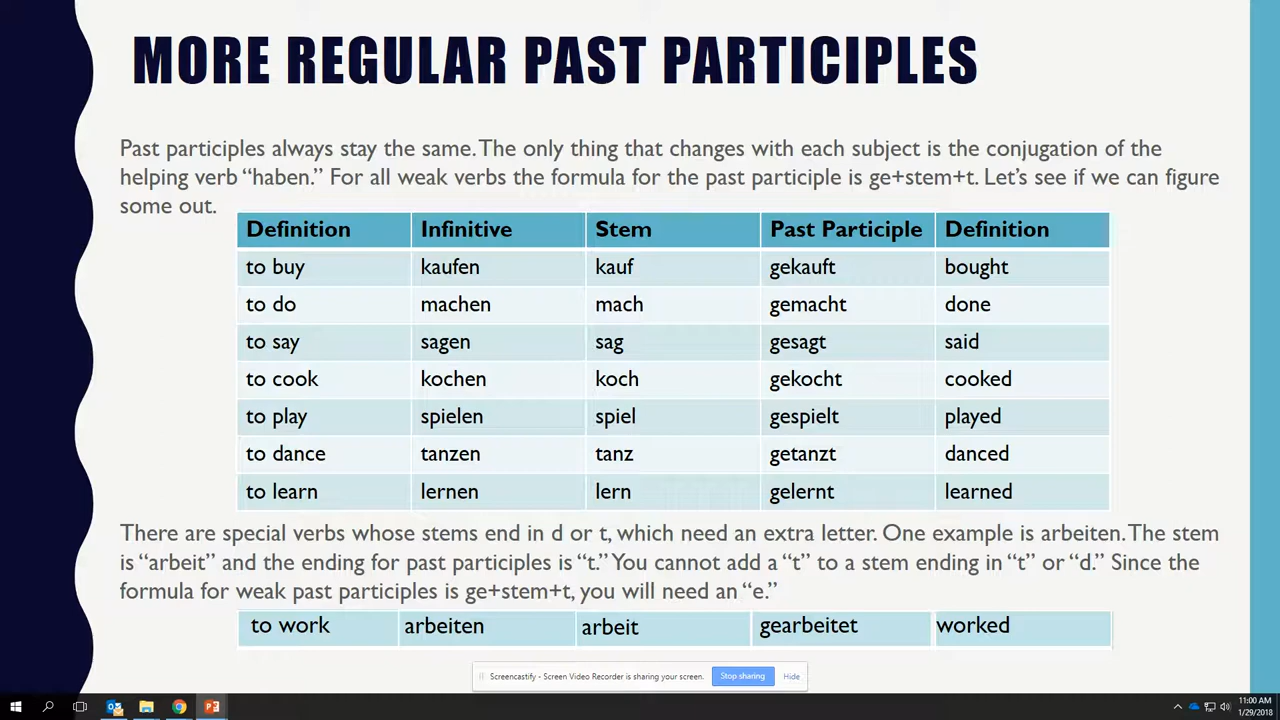 MORE REGULAR PAST PARTICIPLES
Past participles always stay the same. The only thing that changes with each subject is the conjugation of the
helping verb “haben.” For all weak verbs the formula for the past participle is ge+stem+t. Let’s see if we can figure
some out.
Definition Infinitive Stem Past Participle Definition
to buy kaufen kauf gekauft bought
to do machen mach gemacht done
to say sagen sag gesagt said
to cook kochen koch gekocht cooked
to play spielen spiel gespielt played
to dance tanzen tanz getanzt danced
to learn lernen lern gelernt learned
There are special verbs whose stems end in d or t, which need an extra letter. One example is arbeiten. The stem
is “arbeit” and the ending for past participles is “t.” You cannot add a “t” to a stem ending in “t” or “d.” Since the
formula for weak past participles is ge+stem+t, you will need an “e.”
to work arbeiten arbeit gearbeitet worked
Screencastify - Screen Video Recorder is sharing your screen. Stop sharing Hide
11:00 AM
1/29/2018